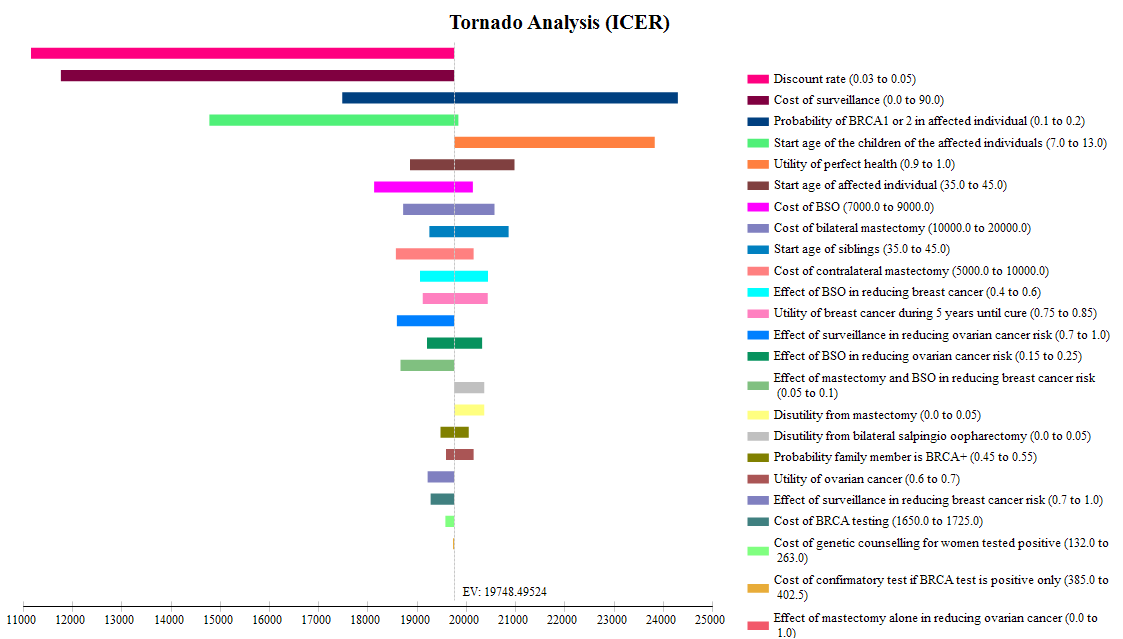 Tornado Analysis (ICER)
Discount rate (0.03 to 0.05)
Cost of surveillance (0.0 to 90.0)
Probability of BRCA1 or 2 in affected individual (0.1 to 0.2)
Start age of the children of the affected individuals (7.0 to 13.0)
Utility of perfect health (0.9 to 1.0)
Start age of affected individual (35.0 to 45.0)
Cost of BSO (7000.0 to 9000.0)
Cost of bilateral mastectomy (10000.0 to 20000.0)
Start age of siblings (35.0 to 45.0)
Cost of contralateral mastectomy (5000.0 to 10000.0)
Effect of BSO in reducing breast cancer (0.4 to 0.6)
Utility of breast cancer during 5 years until cure (0.75 to 0.85)
Effect of surveillance in reducing ovarian cancer risk (0.7 to 1.0)
Effect of BSO in reducing ovarian cancer risk (0.15 to 0.25)
Effect of mastectomy and BSO in reducing breast cancer risk
(0.05 to 0.1)
Disutility from mastectomy (0.0 to 0.05)
Disutility from bilateral salpingio oopharectomy (0.0 to 0.05)
Probability family member is BRCA+ (0.45 to 0.55)
Utility of ovarian cancer (0.6 to 0.7)
Effect of surveillance in reducing breast cancer risk (0.7 to 1.0)
Cost of BRCA testing (1650.0 to 1725.0)
Cost of genetic counselling for women tested positive (132.0 to
263.0)
Cost of confirmatory test if BRCA test is positive only (385.0 to
402.5)
Effect of mastectomy alone in reducing ovarian cancer (0.0 to
1.0)
EV: 19748.49524
11000 12000 13000 14000 15000 16000 17000 18000 19000 20000 21000 22000 23000 24000 25000